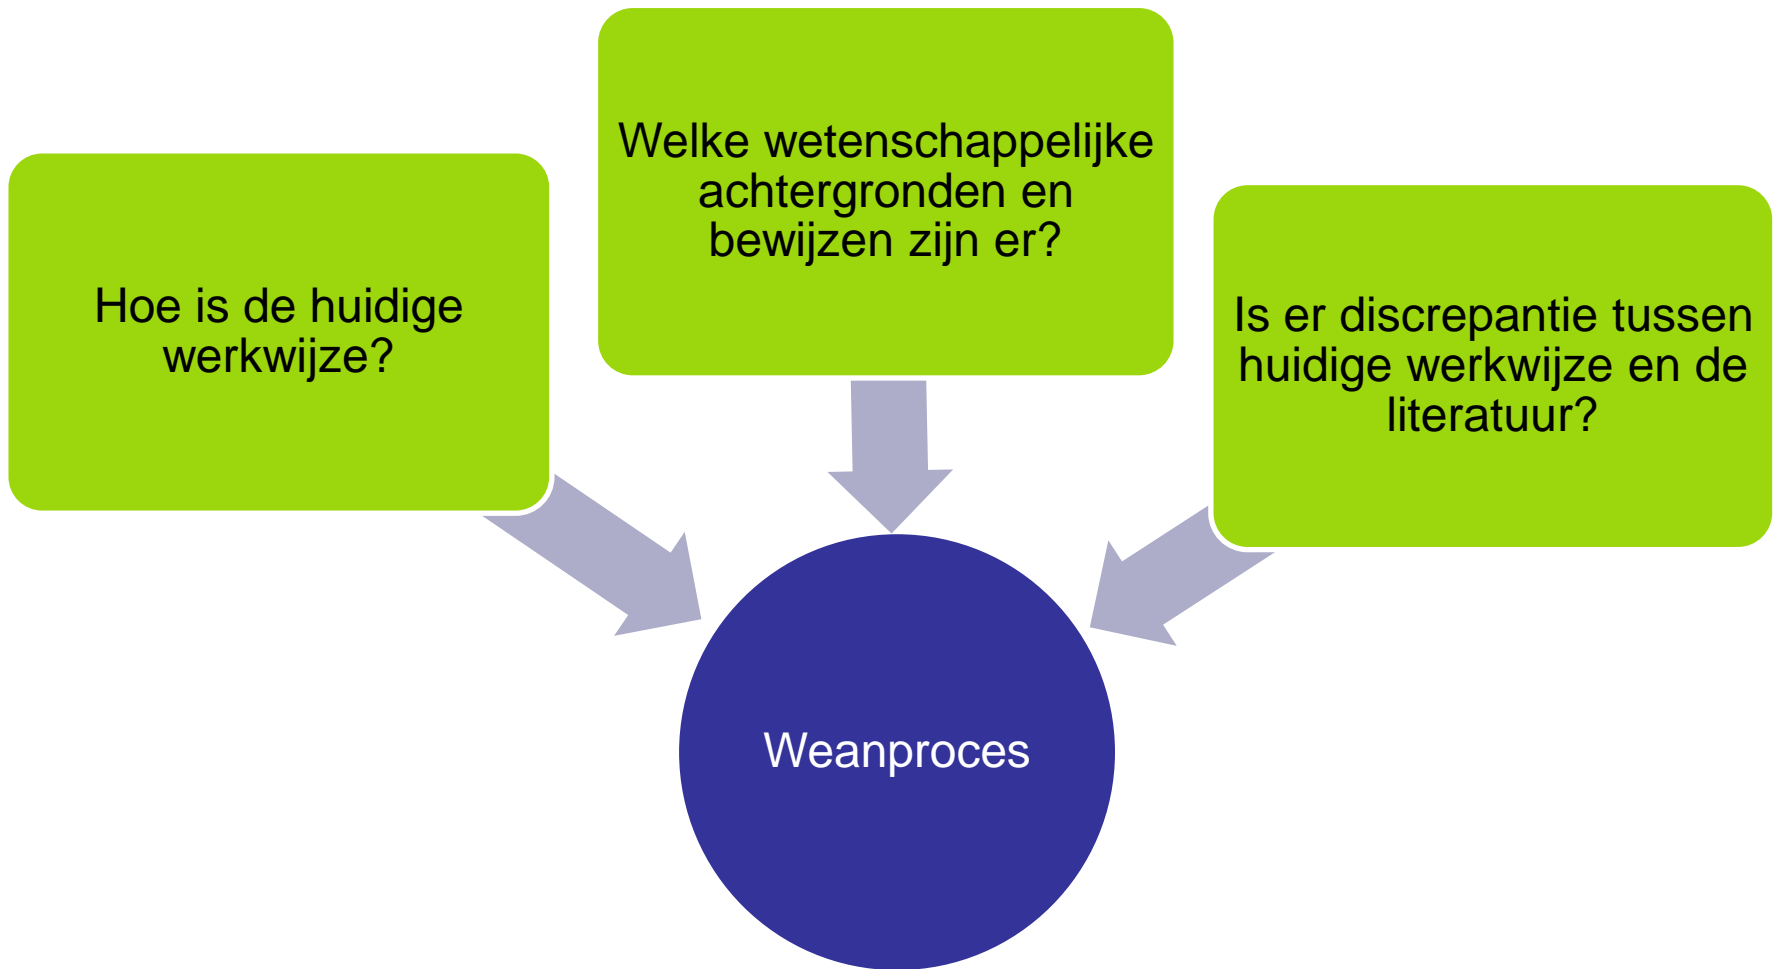 Hoe is de huidige
werkwijze?
Welke wetenschappelijke
achtergronden en
bewijzen zijn er?
Is er discrepantie tussen
huidige werkwijze en de
literatuur?
Weanproces